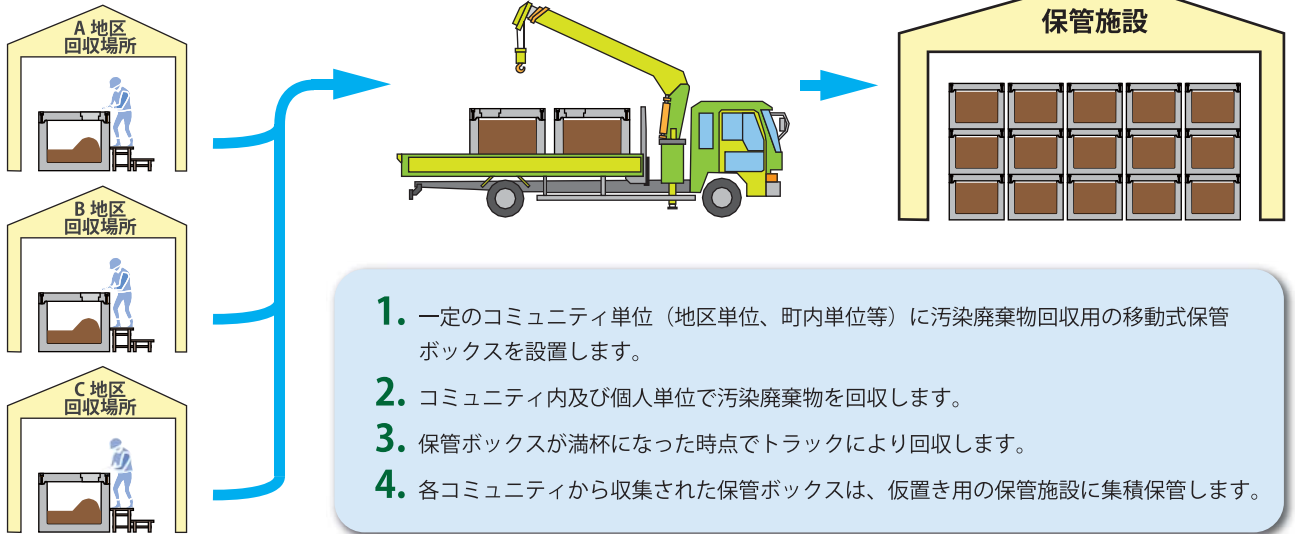 A 地区
回収場所
保管施設
B 地区
回収場所
C 地区
回収場所
1. 一定のコミュニティ単位（地区単位、町内単位等）に汚染廃棄物回収用の移動式保管
ボックスを設置します。
2. コミュニティ内及び個人単位で汚染廃棄物を回収します。
3. 保管ボックスが満杯になった時点でトラックにより回収します。
4. 各コミュニティから収集された保管ボックスは、仮置き用の保管施設に集積保管します。